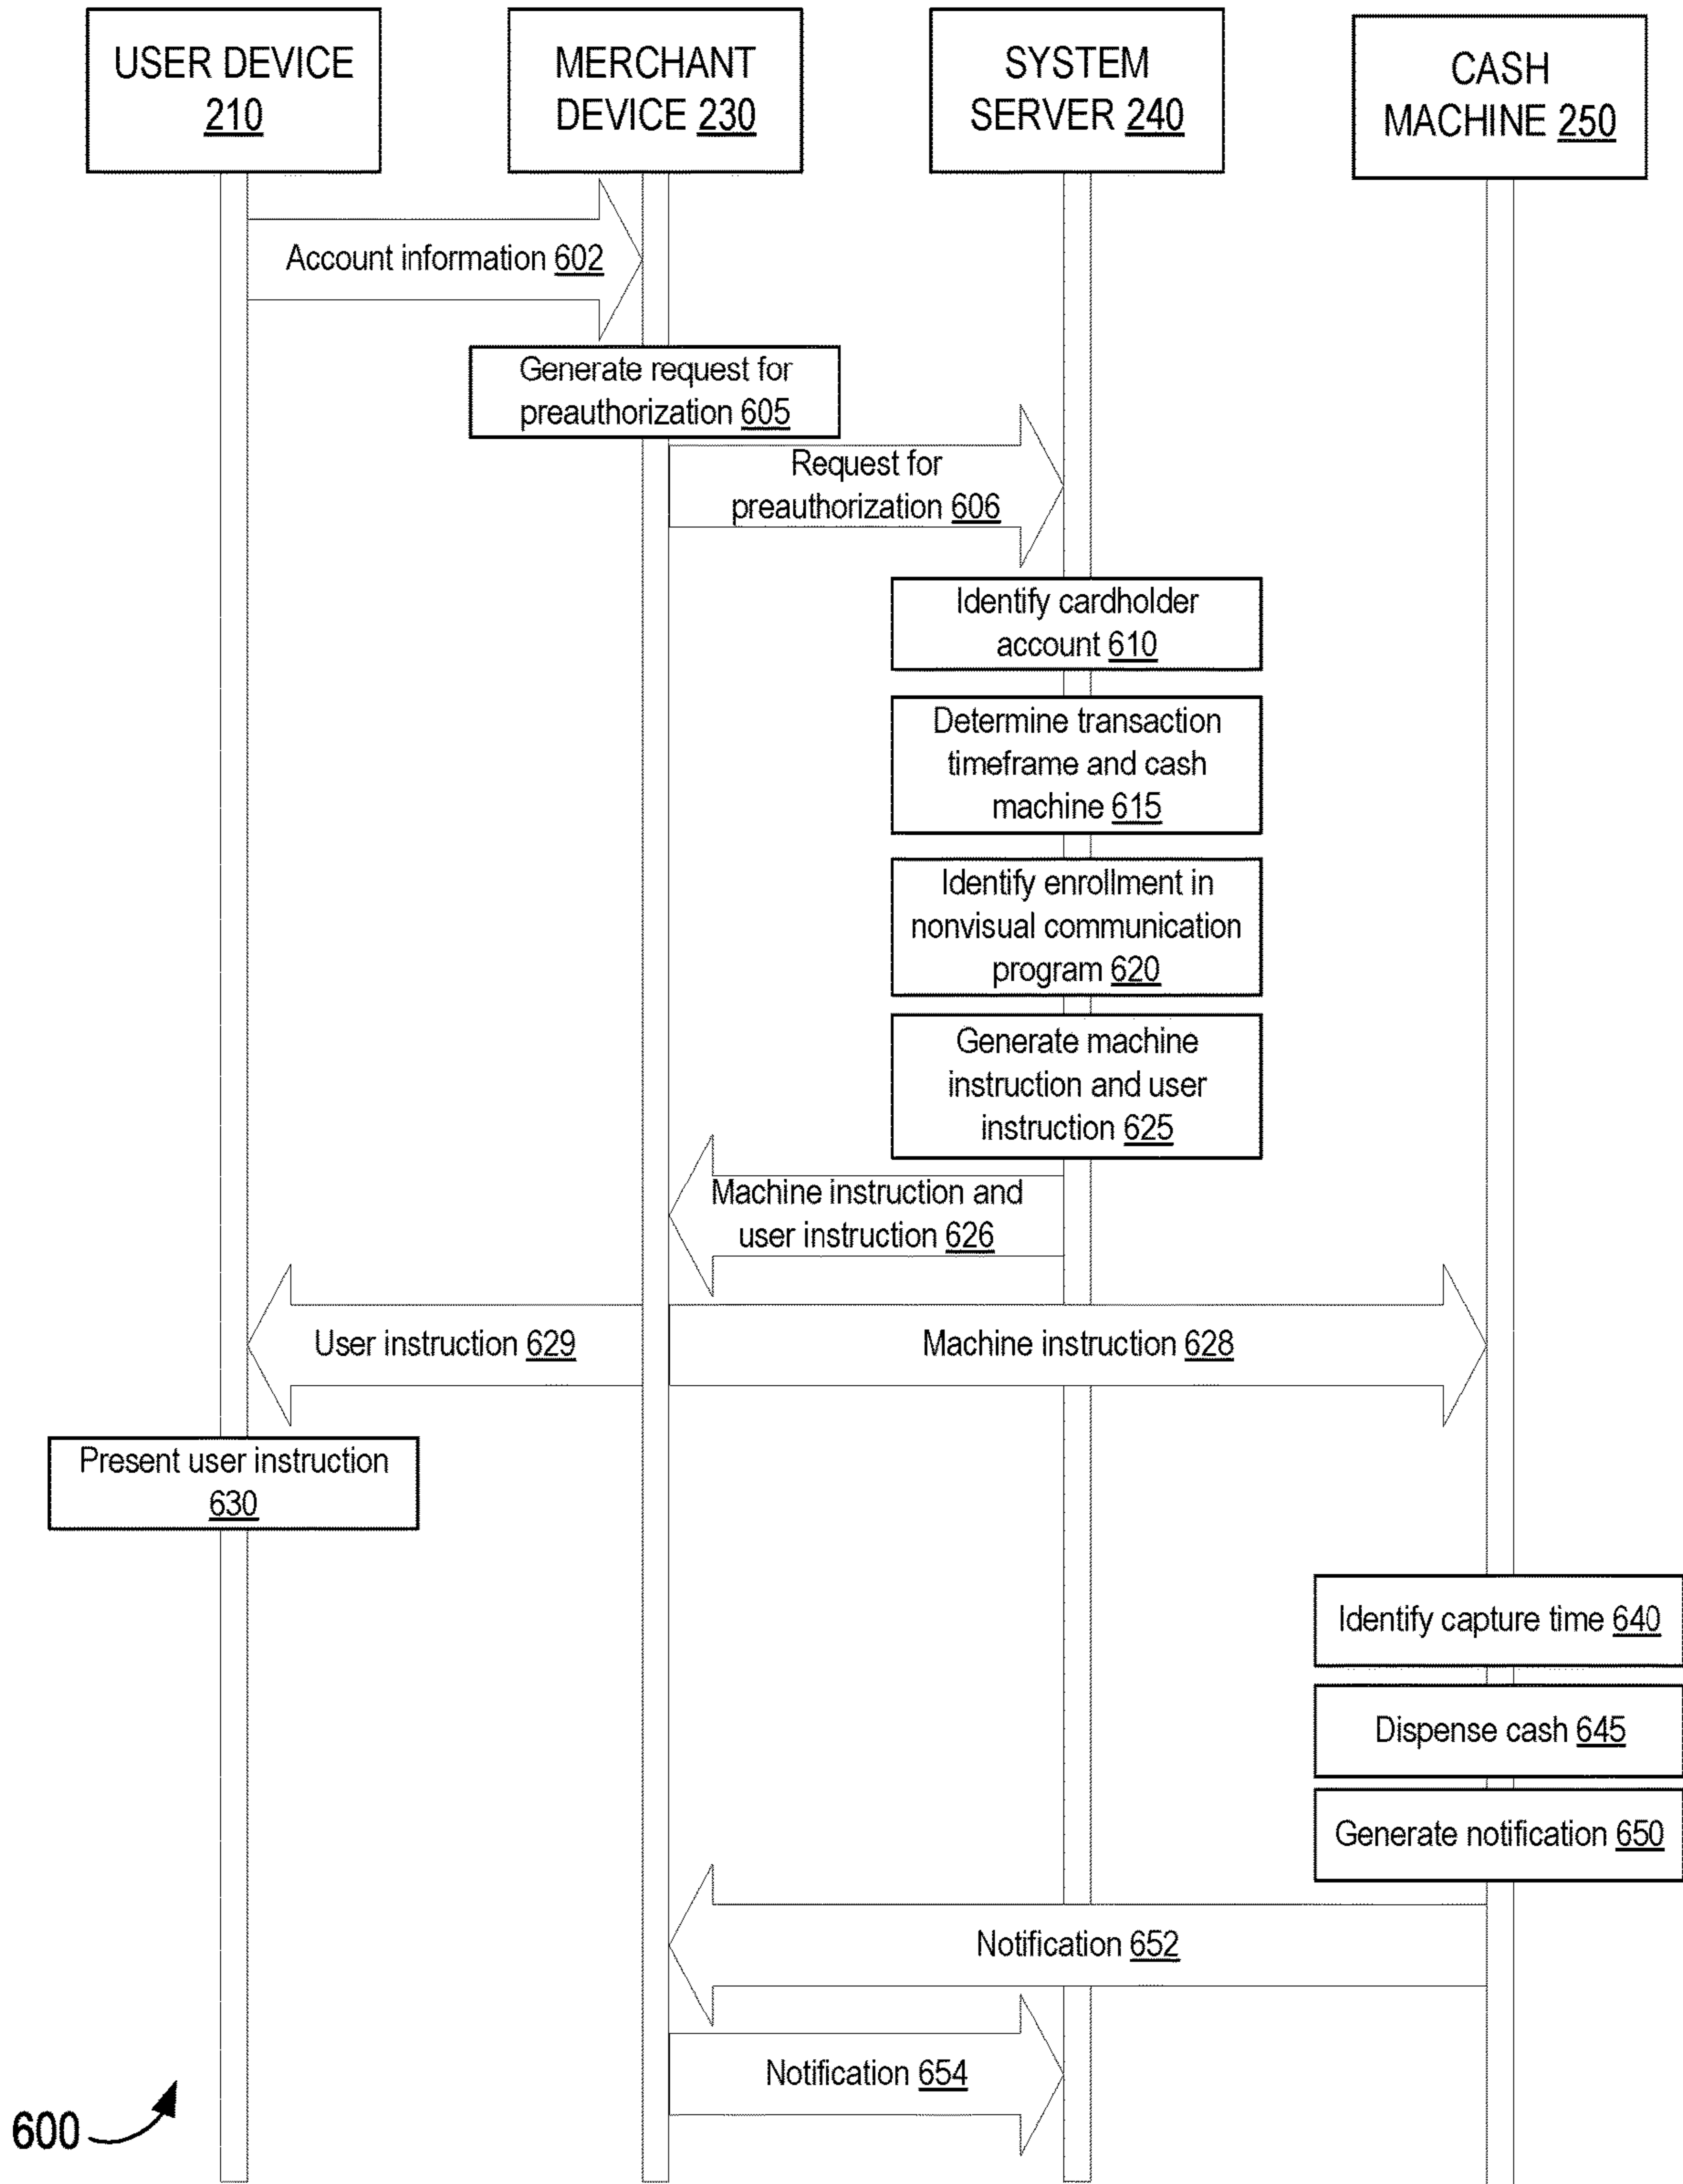 USER DEVICE
210
MERCHANT
DEVICE 230
SYSTEM
SERVER 240
CASH
MACHINE 250
Account information 602
Generate request for
preauthorization 605
Request for
preauthorization 606
Identify cardholder
account 610
Determine transaction
timeframe and cash
machine 615
Identify enrollment in
nonvisual communication
program 620
Generate machine
instruction and user
instruction 625
Machine instruction and
user instruction 626
User instruction 629
Machine instruction 628
Present user instruction
630
Identify capture time 640
Dispense cash 645
Generate notification 650
Notification 652
Notification 654
600